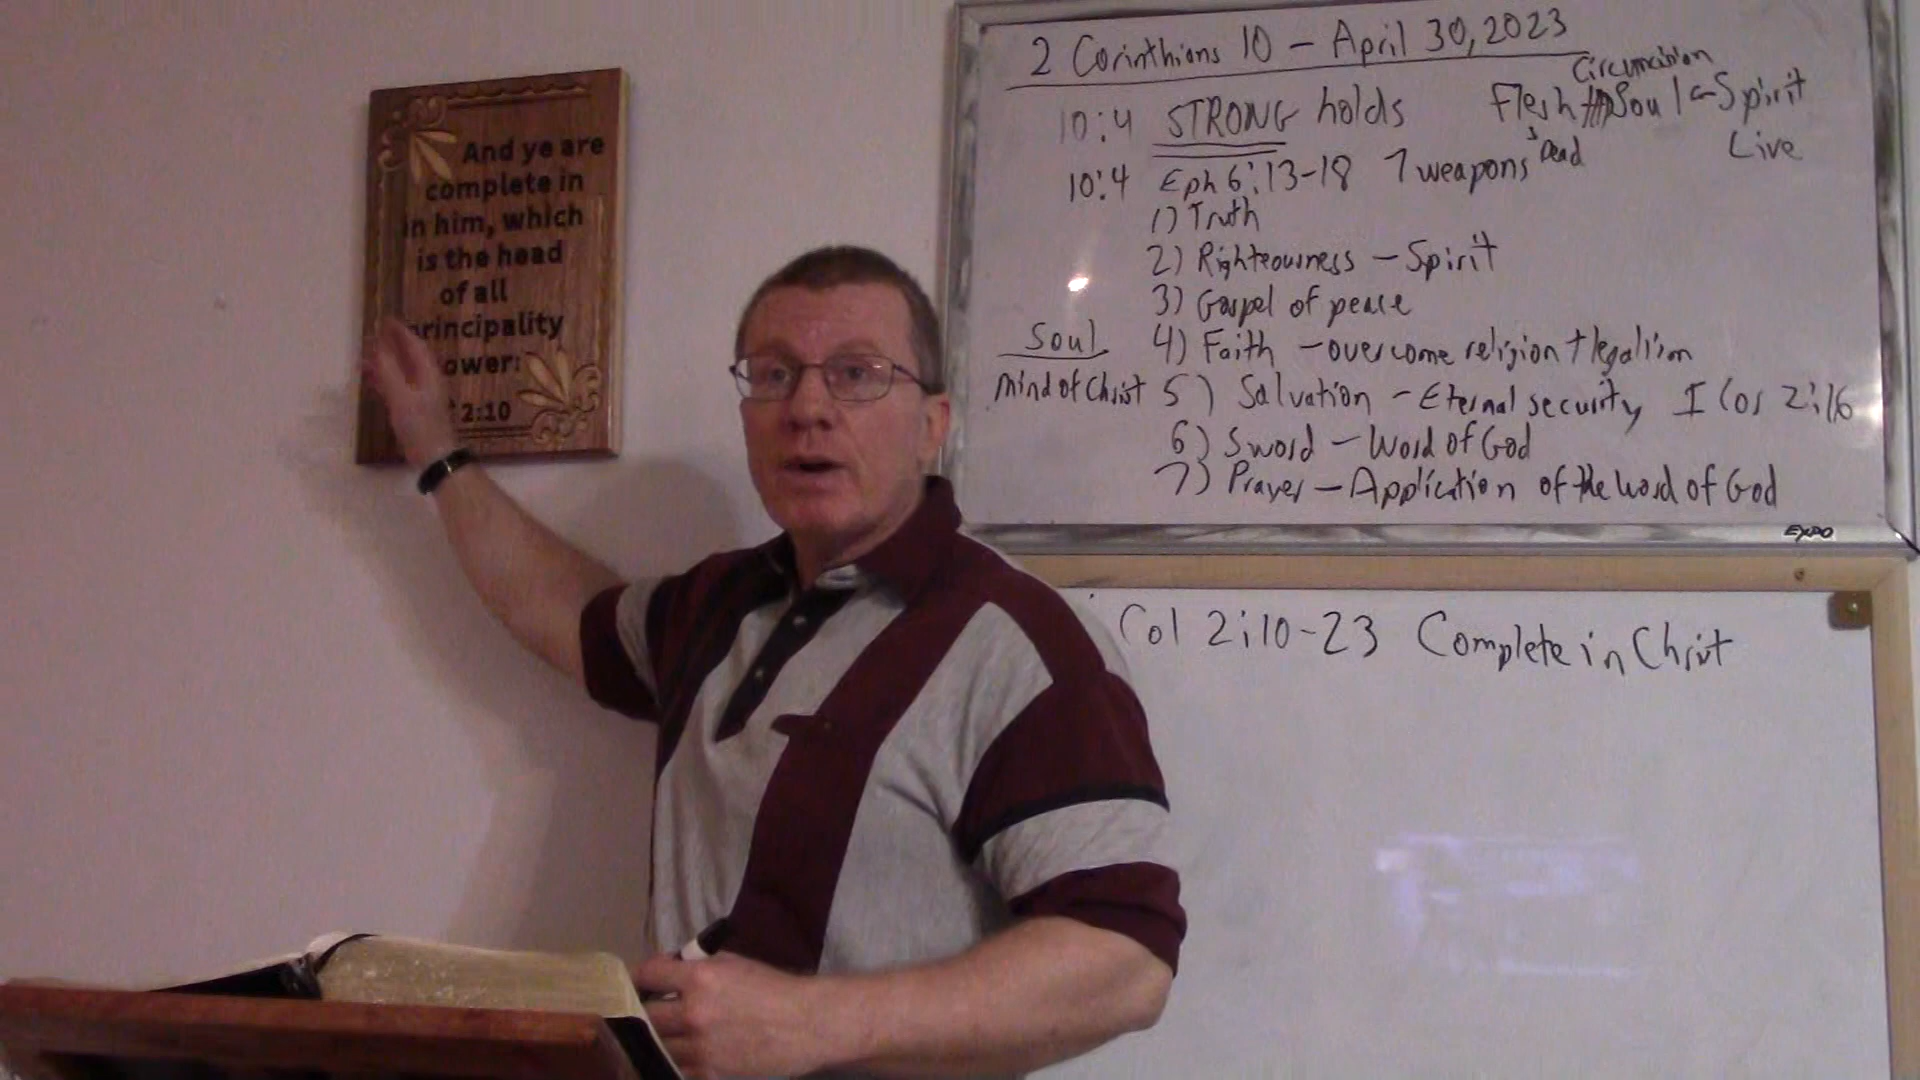 And ye are
complete in
in him, which
is the head
of all
principality
ower:
2:10
2 Corinthians 10 - April 30, 2023
Circumcision
10:4 STRONG holds Flesh Soul Spirit
Dead Live
10:4 Eph 6:13-18 7 weapons
1) Truth
2) Righteousness - Spirit
3) Gospel of peace
Soul 4) Faith - overcome religion + legalism
Mind of Christ 5) Salvation - Eternal security I Cor 2:16
6) Sword - Word of God
7) Prayer - Application of the Word of God
EXPO
Col 2:10-23 Complete in Christ